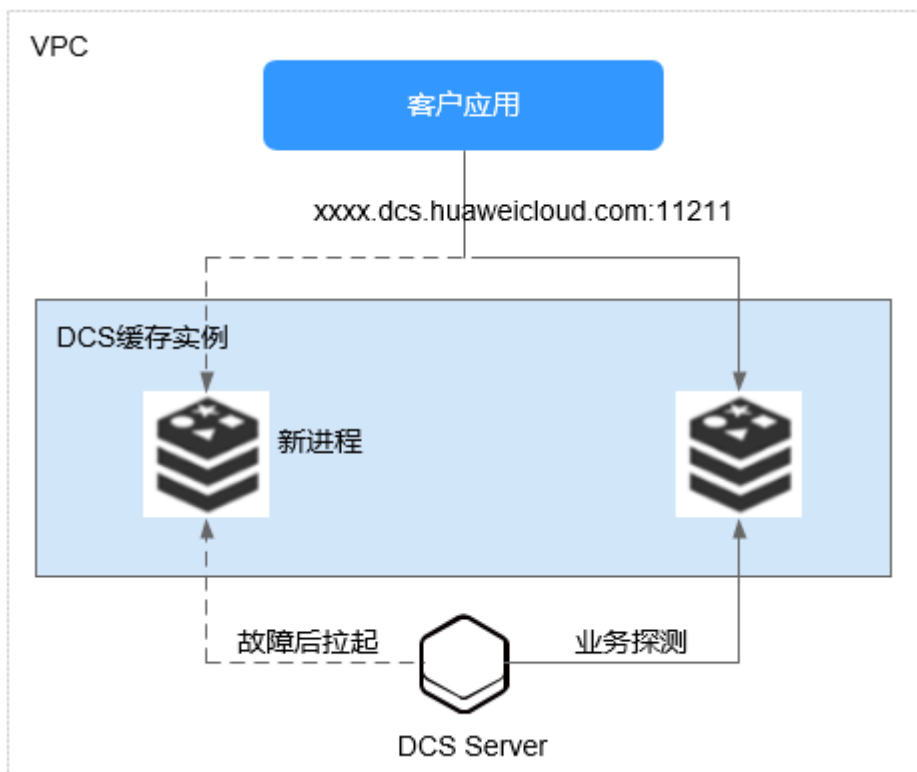 VPC
客户应用
xxxx.dcs.huaweicloud.com:11211
DCS缓存实例
新进程
故障后拉起
业务探测
DCS Server